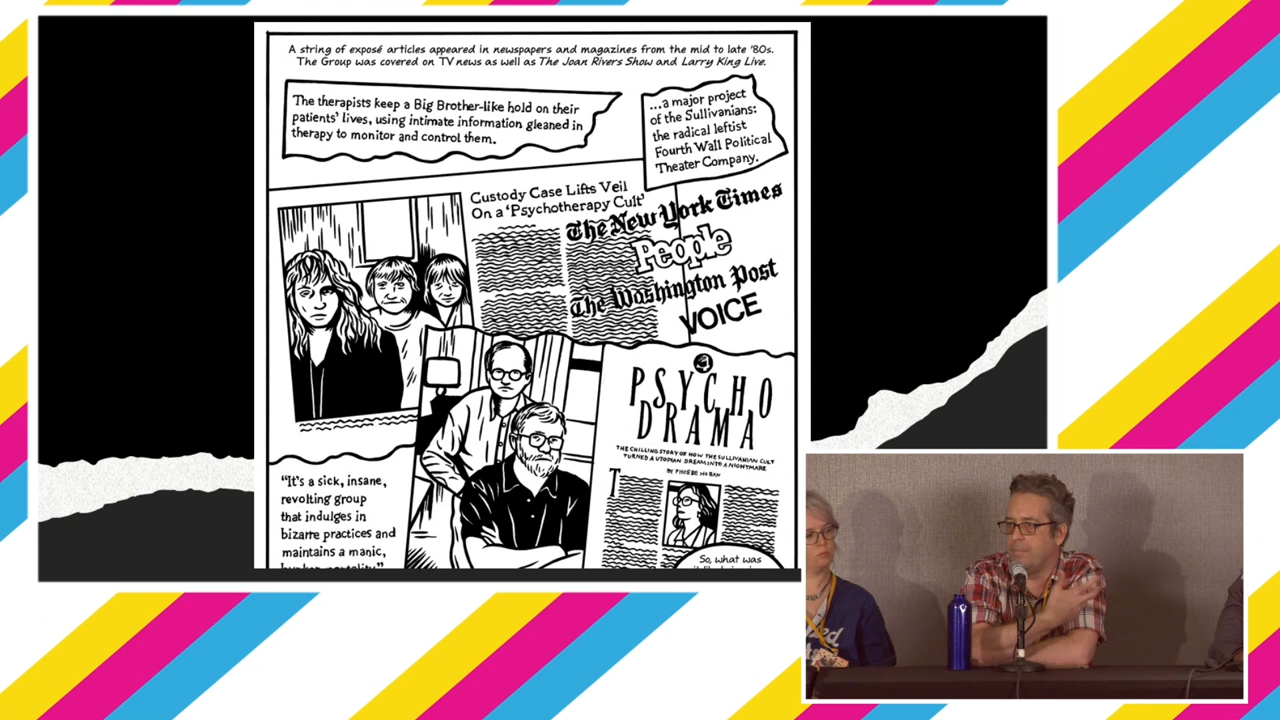 A string of exposé articles appeared in newspapers and magazines from the mid to late '80s.
The Group was covered on TV news as well as The Joan Rivers Show and Larry King Live.
The therapists keep a Big Brother-like hold on their
patients' lives, using intimate information gleaned in
therapy to monitor and control them.
...a major project
of the Sullivanians:
the radical leftist
Fourth Wall Political
Theater Company.
Custody Case Lifts Veil
On a 'Psychotherapy Cult'
The New York Times
People
The Washington Post
VOICE
PSYCHO
DRAMA
THE CHILLING STORY OF HOW THE SULLIVANIAN CULT
TURNED A UTOPIAN DREAM INTO A NIGHTMARE
BY PHOEBE HOBAN
T
"It's a sick, insane,
revolting group
that indulges in
bizarre practices and
maintains a manic,
So, what was